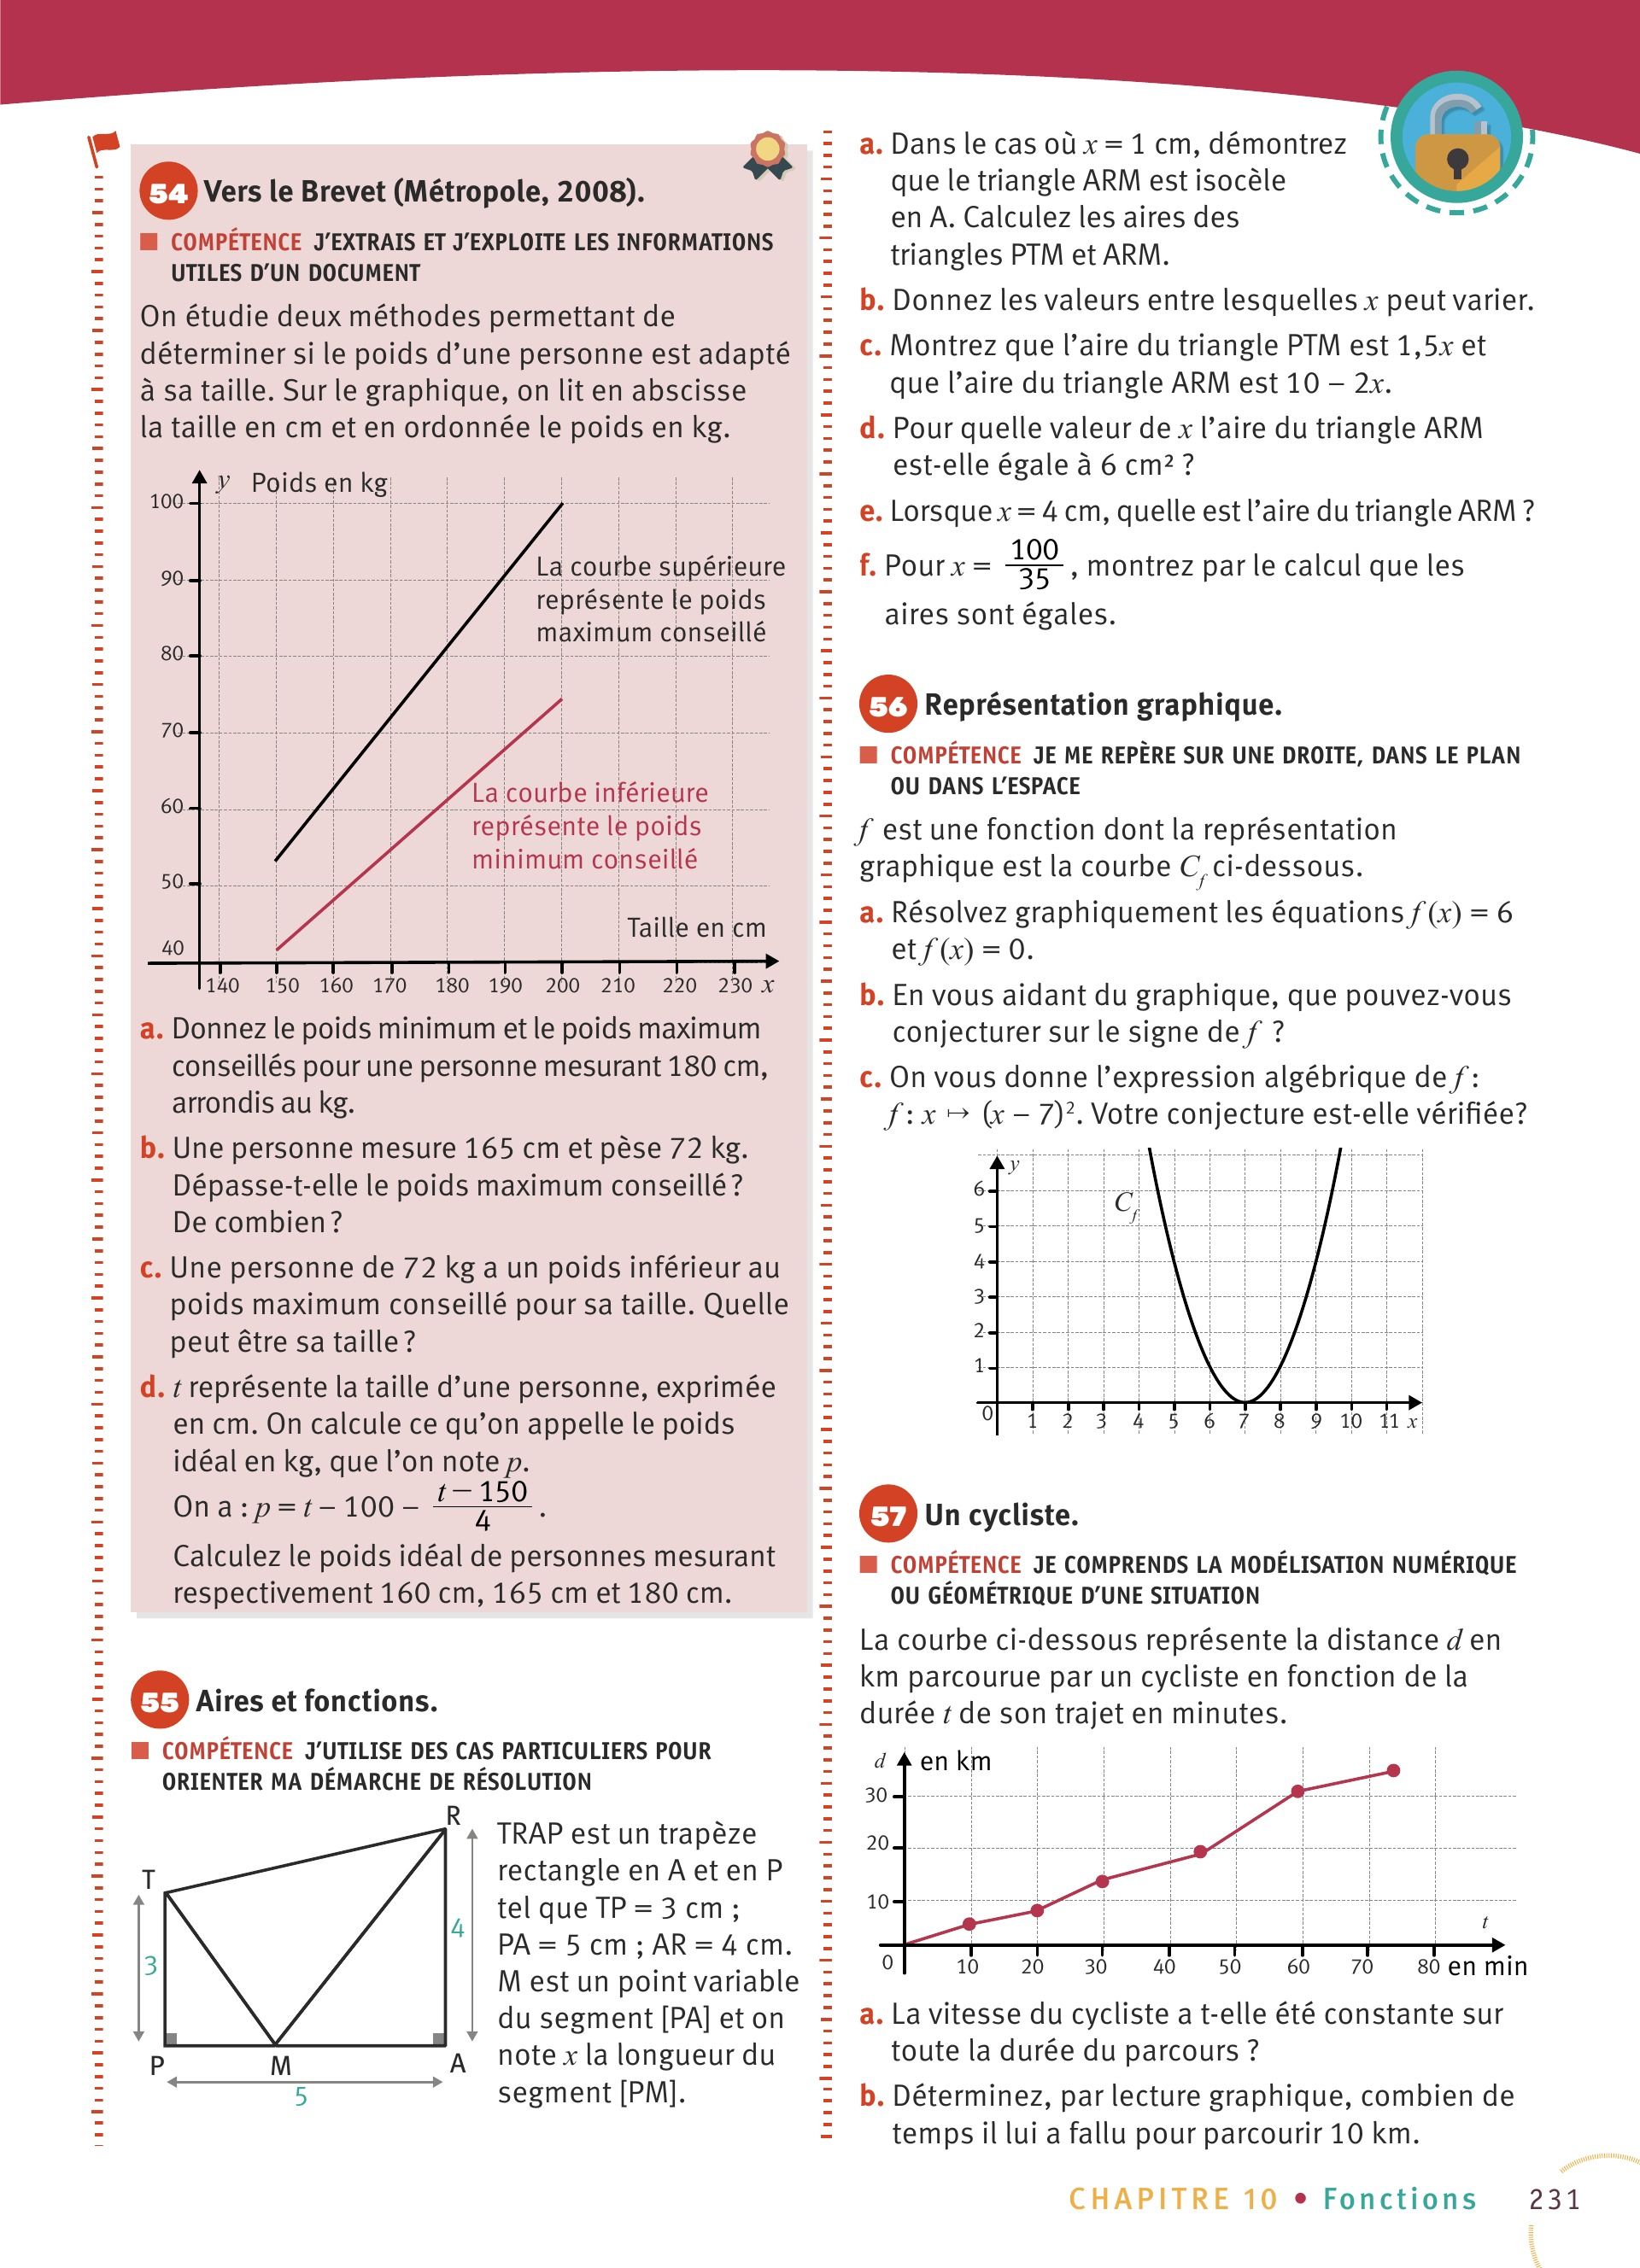 54 Vers le Brevet (Métropole, 2008).
COMPÉTENCE J’EXTRAIS ET J’EXPLOITE LES INFORMATIONS
UTILES D’UN DOCUMENT
On étudie deux méthodes permettant de
déterminer si le poids d’une personne est adapté
à sa taille. Sur le graphique, on lit en abscisse
la taille en cm et en ordonnée le poids en kg.
y Poids en kg
100
90
80
70
60
50
40
La courbe supérieure
représente le poids
maximum conseillé
La courbe inférieure
représente le poids
minimum conseillé
Taille en cm
140 150 160 170 180 190 200 210 220 230 x
a. Donnez le poids minimum et le poids maximum
conseillés pour une personne mesurant 180 cm,
arrondis au kg.
b. Une personne mesure 165 cm et pèse 72 kg.
Dépasse-t-elle le poids maximum conseillé ?
De combien ?
c. Une personne de 72 kg a un poids inférieur au
poids maximum conseillé pour sa taille. Quelle
peut être sa taille ?
d. t représente la taille d’une personne, exprimée
en cm. On calcule ce qu’on appelle le poids
idéal en kg, que l’on note p.
On a : p = t – 100 – (t – 150)/4 .
Calculez le poids idéal de personnes mesurant
respectivement 160 cm, 165 cm et 180 cm.
55 Aires et fonctions.
COMPÉTENCE J’UTILISE DES CAS PARTICULIERS POUR
ORIENTER MA DÉMARCHE DE RÉSOLUTION
R
T
4
3
P M A
5
TRAP est un trapèze
rectangle en A et en P
tel que TP = 3 cm ;
PA = 5 cm ; AR = 4 cm.
M est un point variable
du segment [PA] et on
note x la longueur du
segment [PM].
a. Dans le cas où x = 1 cm, démontrez
que le triangle ARM est isocèle
en A. Calculez les aires des
triangles PTM et ARM.
b. Donnez les valeurs entre lesquelles x peut varier.
c. Montrez que l’aire du triangle PTM est 1,5x et
que l’aire du triangle ARM est 10 – 2x.
d. Pour quelle valeur de x l’aire du triangle ARM
est-elle égale à 6 cm² ?
e. Lorsque x = 4 cm, quelle est l’aire du triangle ARM ?
f. Pour x = 100/35 , montrez par le calcul que les
aires sont égales.
56 Représentation graphique.
COMPÉTENCE JE ME REPÈRE SUR UNE DROITE, DANS LE PLAN
OU DANS L’ESPACE
f est une fonction dont la représentation
graphique est la courbe Cf ci-dessous.
a. Résolvez graphiquement les équations f (x) = 6
et f (x) = 0.
b. En vous aidant du graphique, que pouvez-vous
conjecturer sur le signe de f ?
c. On vous donne l’expression algébrique de f :
f : x ↦ (x – 7)². Votre conjecture est-elle vérifiée?
y
Cf
6
5
4
3
2
1
0 1 2 3 4 5 6 7 8 9 10 11 x
57 Un cycliste.
COMPÉTENCE JE COMPRENDS LA MODÉLISATION NUMÉRIQUE
OU GÉOMÉTRIQUE D’UNE SITUATION
La courbe ci-dessous représente la distance d en
km parcourue par un cycliste en fonction de la
durée t de son trajet en minutes.
d en km
30
20
10
t
0 10 20 30 40 50 60 70 80 en min
a. La vitesse du cycliste a t-elle été constante sur
toute la durée du parcours ?
b. Déterminez, par lecture graphique, combien de
temps il lui a fallu pour parcourir 10 km.
CHAPITRE 10 • Fonctions 231